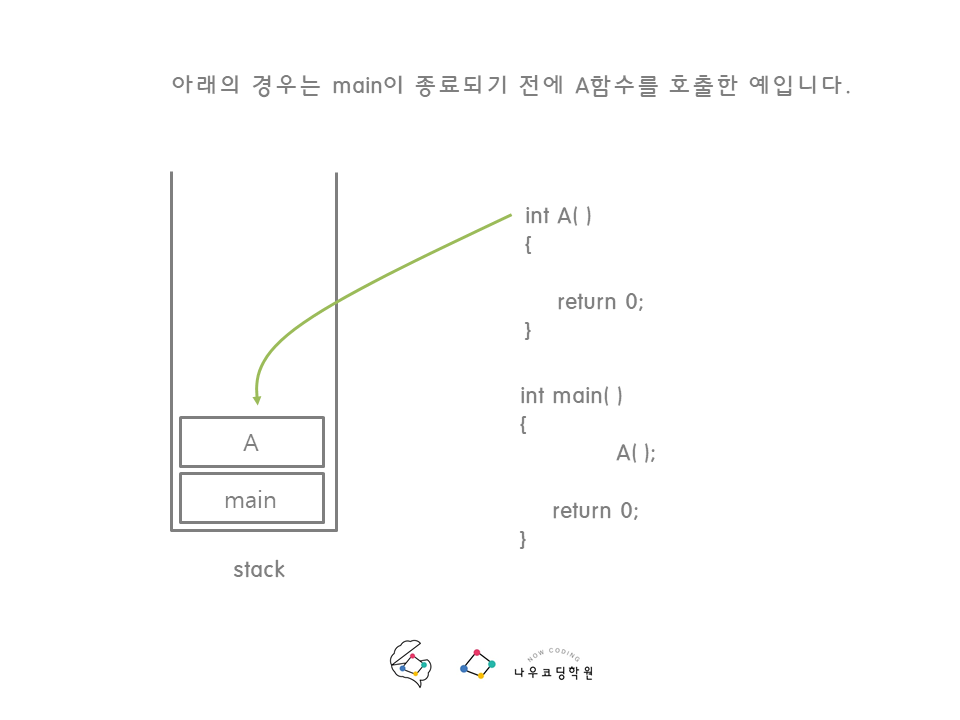 아래의 경우는 main이 종료되기 전에 A함수를 호출한 예입니다.
int A( )
{
return 0;
}
int main( )
{
A( );
return 0;
}
A
main
stack
NOW CODING
나우코딩학원